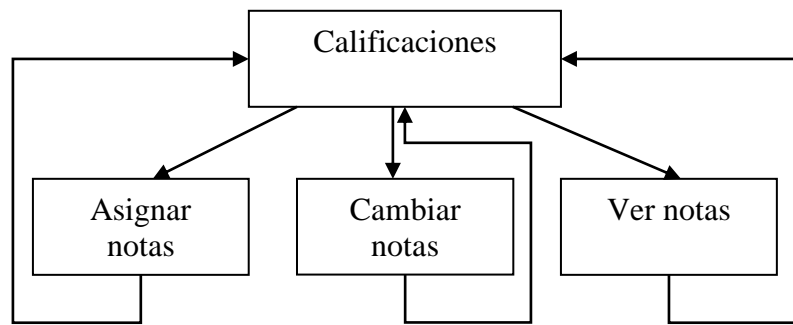 Calificaciones
Asignar
notas
Cambiar
notas
Ver notas